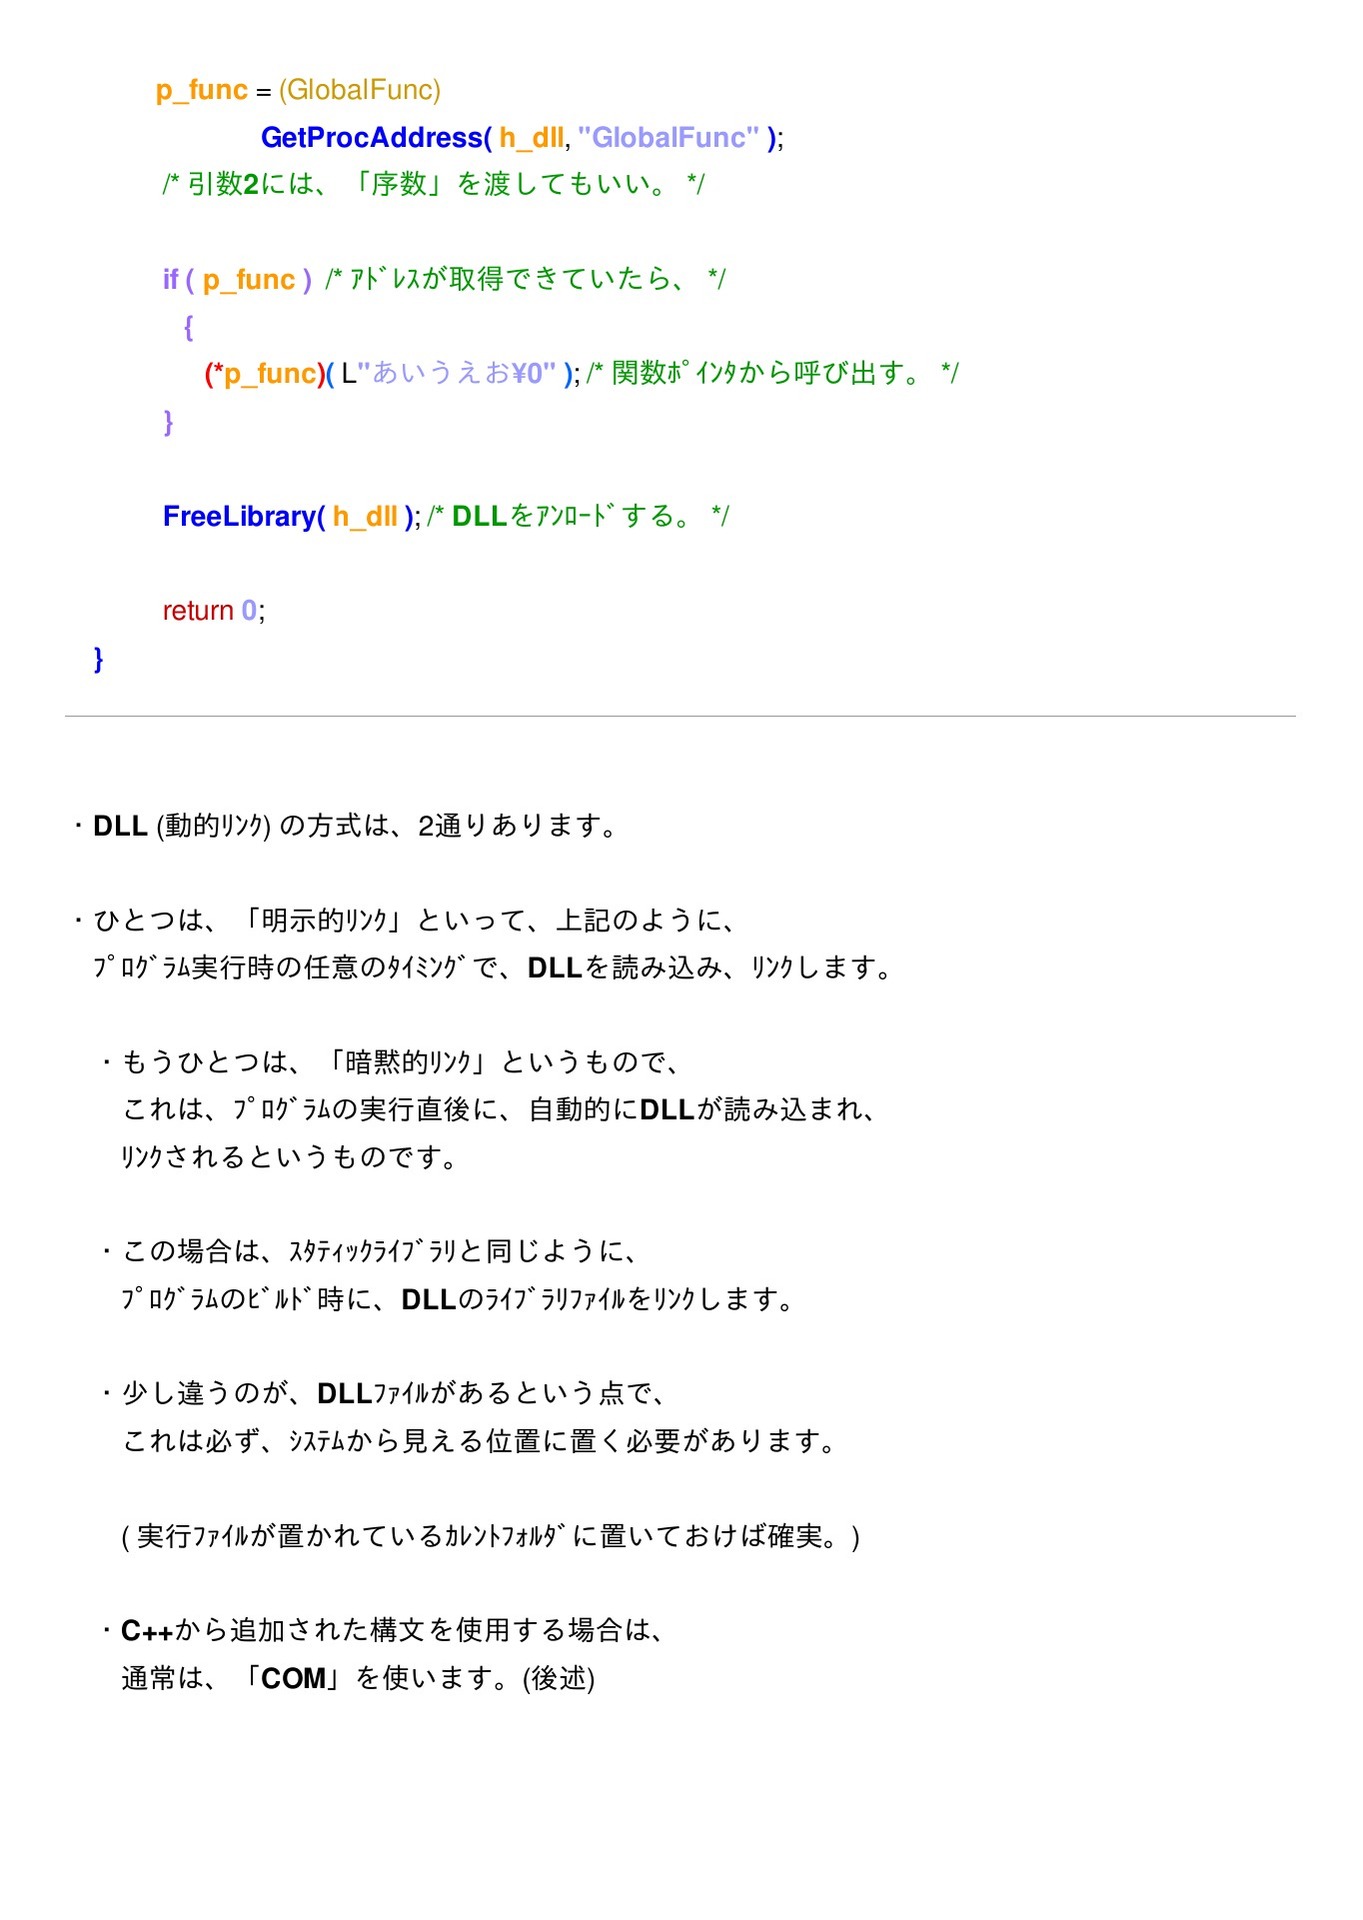 p_func = (GlobalFunc)
GetProcAddress( h_dll, "GlobalFunc" );
/* 引数2には、「序数」を渡してもいい。 */
if ( p_func ) /* ｱﾄﾞﾚｽが取得できていたら、 */
{
(*p_func)( L"あいうえお¥0" ); /* 関数ﾎﾟｲﾝﾀから呼び出す。 */
}
FreeLibrary( h_dll ); /* DLLをｱﾝﾛｰﾄﾞする。 */
return 0;
}
・DLL (動的ﾘﾝｸ) の方式は、2通りあります。
・ひとつは、「明示的ﾘﾝｸ」といって、上記のように、
ﾌﾟﾛｸﾞﾗﾑ実行時の任意のﾀｲﾐﾝｸﾞで、DLLを読み込み、ﾘﾝｸします。
・もうひとつは、「暗黙的ﾘﾝｸ」というもので、
これは、ﾌﾟﾛｸﾞﾗﾑの実行直後に、自動的にDLLが読み込まれ、
ﾘﾝｸされるというものです。
・この場合は、ｽﾀﾃｨｯｸﾗｲﾌﾞﾗﾘと同じように、
ﾌﾟﾛｸﾞﾗﾑのﾋﾞﾙﾄﾞ時に、DLLのﾗｲﾌﾞﾗﾘﾌｧｲﾙをﾘﾝｸします。
・少し違うのが、DLLﾌｧｲﾙがあるという点で、
これは必ず、ｼｽﾃﾑから見える位置に置く必要があります。
( 実行ﾌｧｲﾙが置かれているｶﾚﾝﾄﾌｫﾙﾀﾞに置いておけば確実。)
・C++から追加された構文を使用する場合は、
通常は、「COM」を使います。(後述)